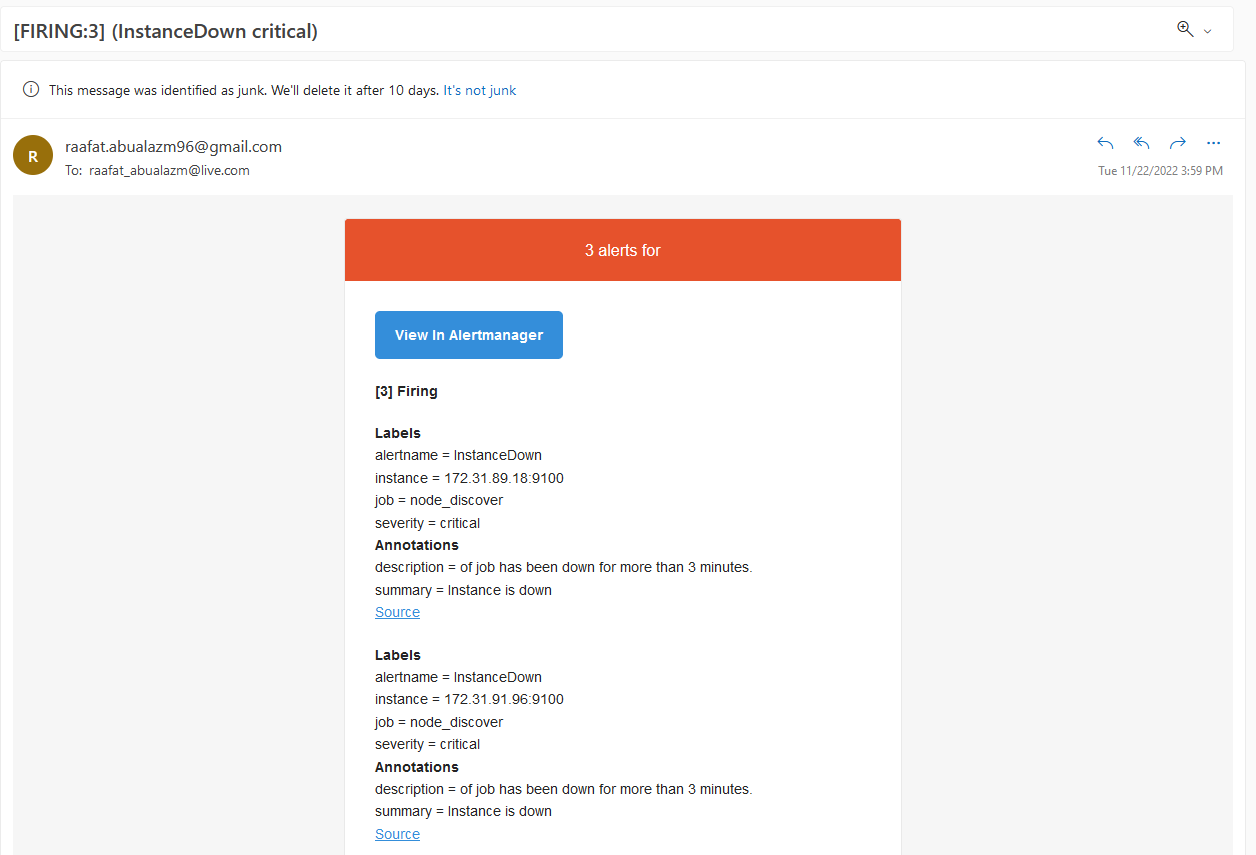 [FIRING:3] (InstanceDown critical)
This message was identified as junk. We'll delete it after 10 days. It's not junk
R
raafat.abualazm96@gmail.com
To: raafat_abualazm@live.com
Tue 11/22/2022 3:59 PM
3 alerts for
View In Alertmanager
[3] Firing
Labels
alertname = InstanceDown
instance = 172.31.89.18:9100
job = node_discover
severity = critical
Annotations
description = of job has been down for more than 3 minutes.
summary = Instance is down
Source
Labels
alertname = InstanceDown
instance = 172.31.91.96:9100
job = node_discover
severity = critical
Annotations
description = of job has been down for more than 3 minutes.
summary = Instance is down
Source